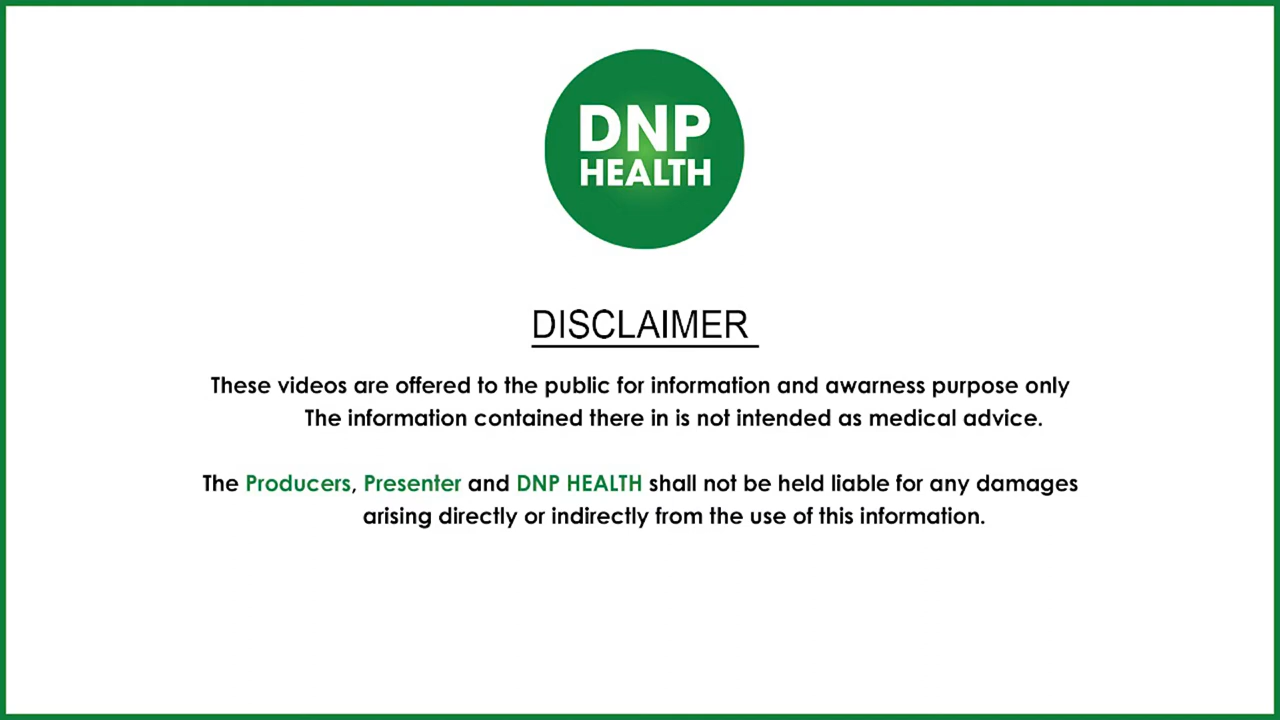 DNP
HEALTH
DISCLAIMER
These videos are offered to the public for information and awarness purpose only
The information contained there in is not intended as medical advice.
The Producers, Presenter and DNP HEALTH shall not be held liable for any damages
arising directly or indirectly from the use of this information.